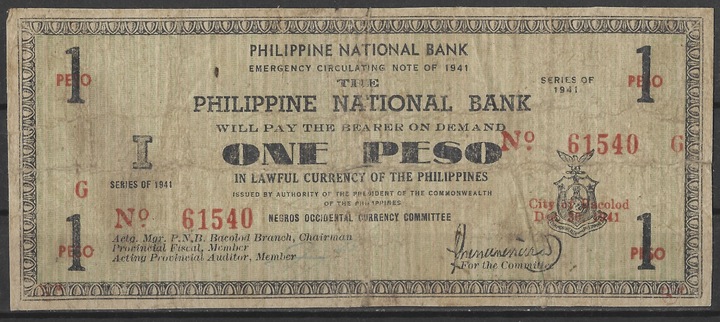 1 PESO
PHILIPPINE NATIONAL BANK
EMERGENCY CIRCULATING NOTE OF 1941
THE
SERIES OF
1941
1 PESO
PHILIPPINE NATIONAL BANK
WILL PAY THE BEARER ON DEMAND
No 61540
I
ONE PESO
G
G
SERIES OF 1941
IN LAWFUL CURRENCY OF THE PHILIPPINES
ISSUED BY AUTHORITY OF THE PRESIDENT OF THE COMMONWEALTH
OF THE PHILIPPINES
City of Bacolod
1941
No 61540
NEGROS OCCIDENTAL CURRENCY COMMITTEE
1 PESO
Actg. Mgr. P.N.B. Bacolod Branch, Chairman
Provincial Fiscal, Member
Acting Provincial Auditor, Member
For the Committee
1 PESO